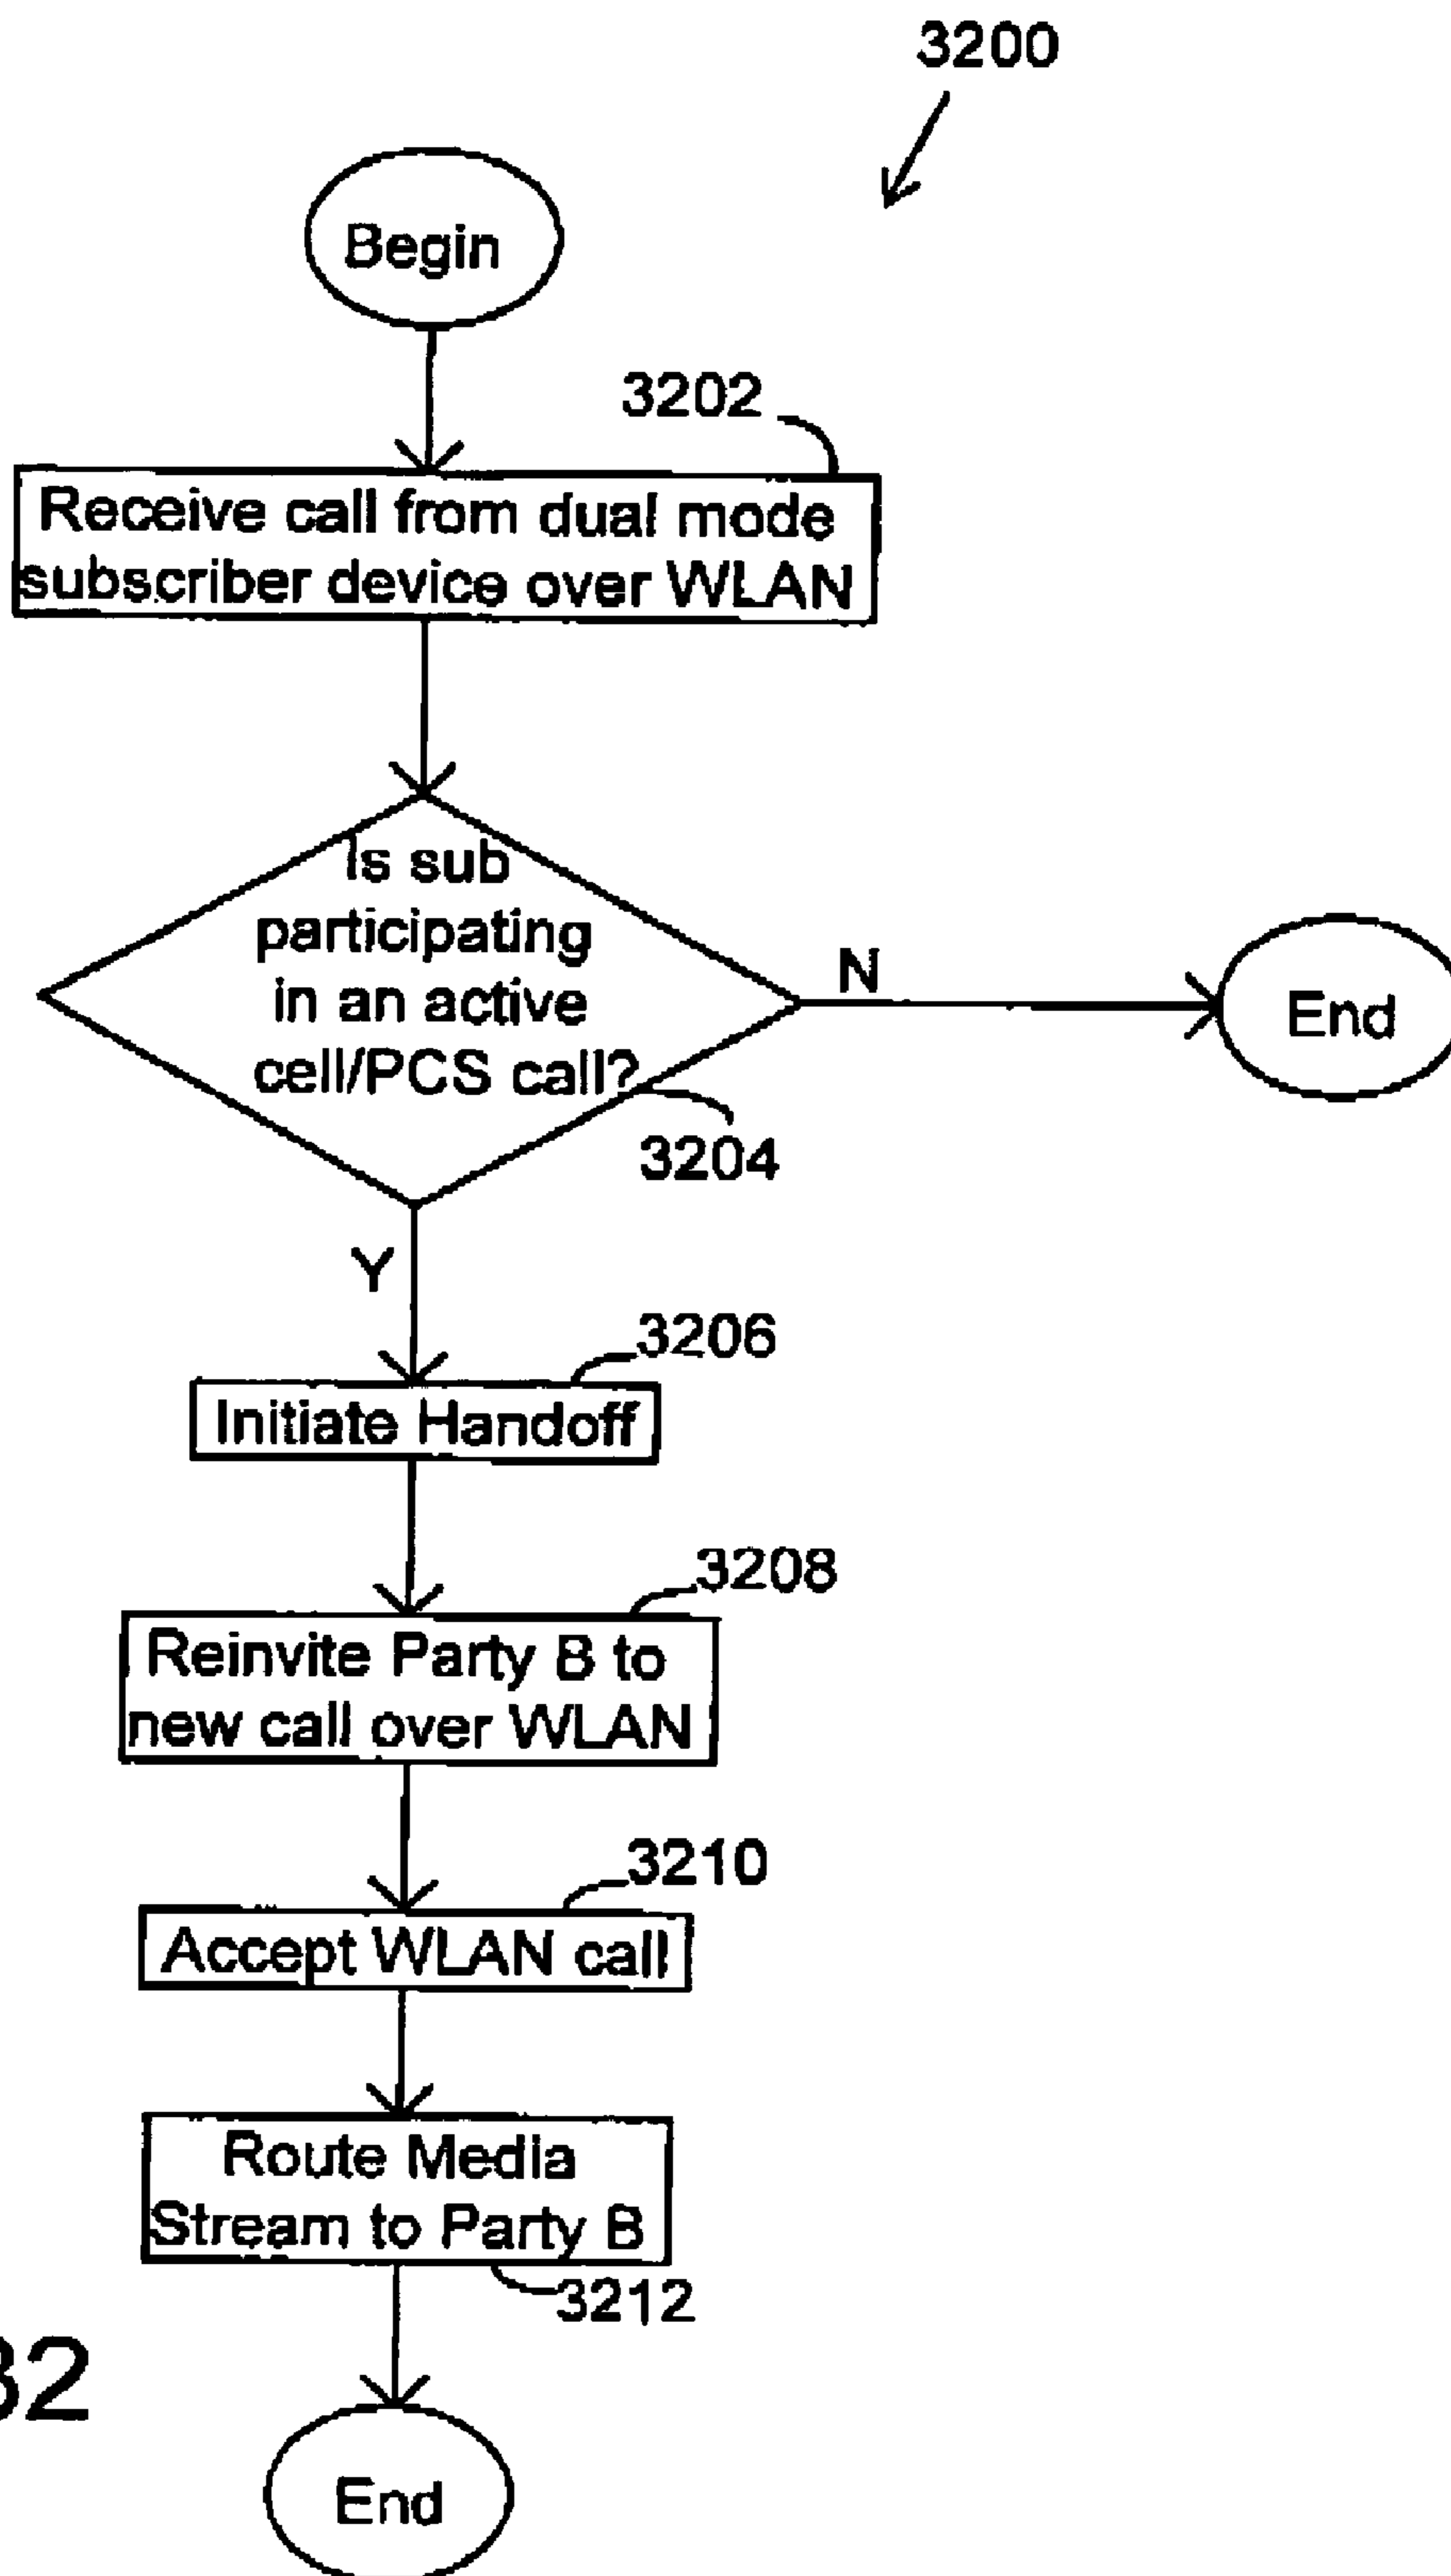 3200
Begin
3202
Receive call from dual mode
subscriber device over WLAN
Is sub
participating
in an active
cell/PCS call?
N
End
3204
Y
3206
Initiate Handoff
3208
Reinvite Party B to
new call over WLAN
3210
Accept WLAN call
Route Media
Stream to Party B
3212
32
End